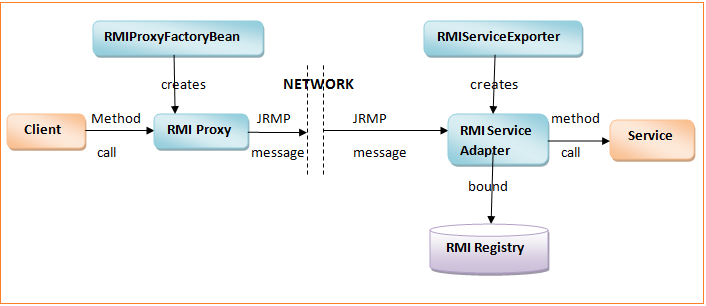 RMIProxyFactoryBean
RMIServiceExporter
creates
NETWORK
creates
Client
Method
call
RMI Proxy
JRMP
message
JRMP
message
RMI Service
Adapter
method
call
Service
bound
RMI Registry